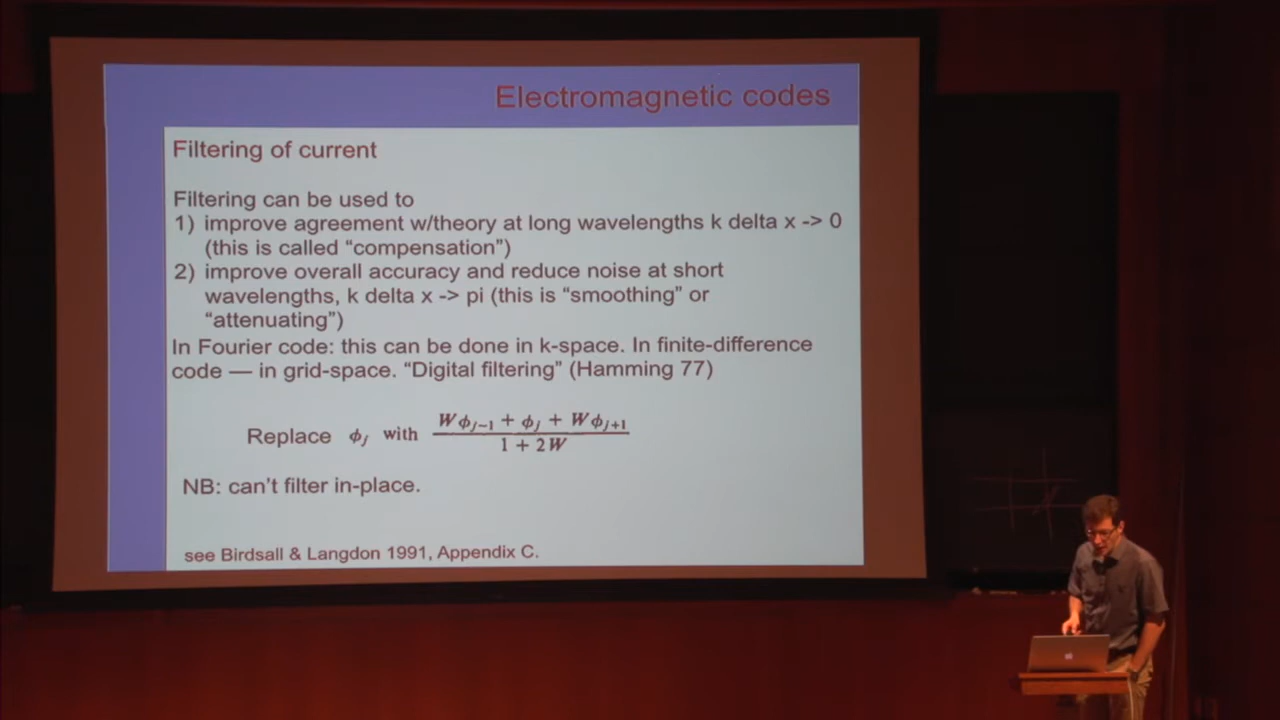 Electromagnetic codes
Filtering of current
Filtering can be used to
1) improve agreement w/theory at long wavelengths k delta x -> 0
(this is called “compensation”)
2) improve overall accuracy and reduce noise at short
wavelengths, k delta x -> pi (this is “smoothing” or
“attenuating”)
In Fourier code: this can be done in k-space. In finite-difference
code — in grid-space. “Digital filtering” (Hamming 77)
Replace ϕj with (Wϕj−1 + ϕj + Wϕj+1) / (1 + 2W)
NB: can’t filter in-place.
see Birdsall & Langdon 1991, Appendix C.